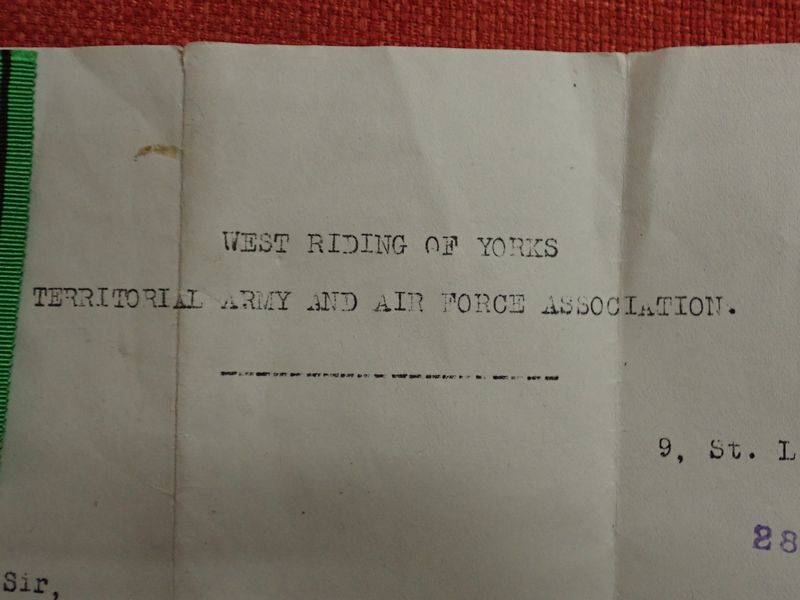 WEST RIDING OF YORKS
TERRITORIAL ARMY AND AIR FORCE ASSOCIATION.
9, St. L
28
Sir,